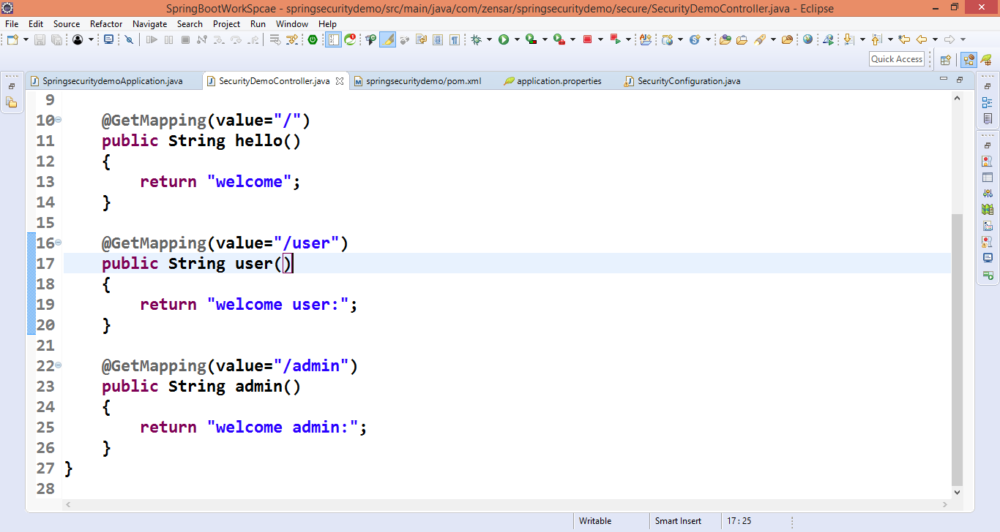 SpringBootWorkSpcae - springsecuritydemo/src/main/java/com/zensar/springsecuritydemo/secure/SecurityDemoController.java - Eclipse
File Edit Source Refactor Navigate Search Project Run Window Help
Quick Access
SpringsecuritydemoApplication.java SecurityDemoController.java springsecuritydemo/pom.xml application.properties SecurityConfiguration.java
9
10 @GetMapping(value="/")
11 public String hello()
12 {
13 return "welcome";
14 }
15
16 @GetMapping(value="/user")
17 public String user()
18 {
19 return "welcome user:";
20 }
21
22 @GetMapping(value="/admin")
23 public String admin()
24 {
25 return "welcome admin:";
26 }
27 }
28
Writable Smart Insert 17 : 25